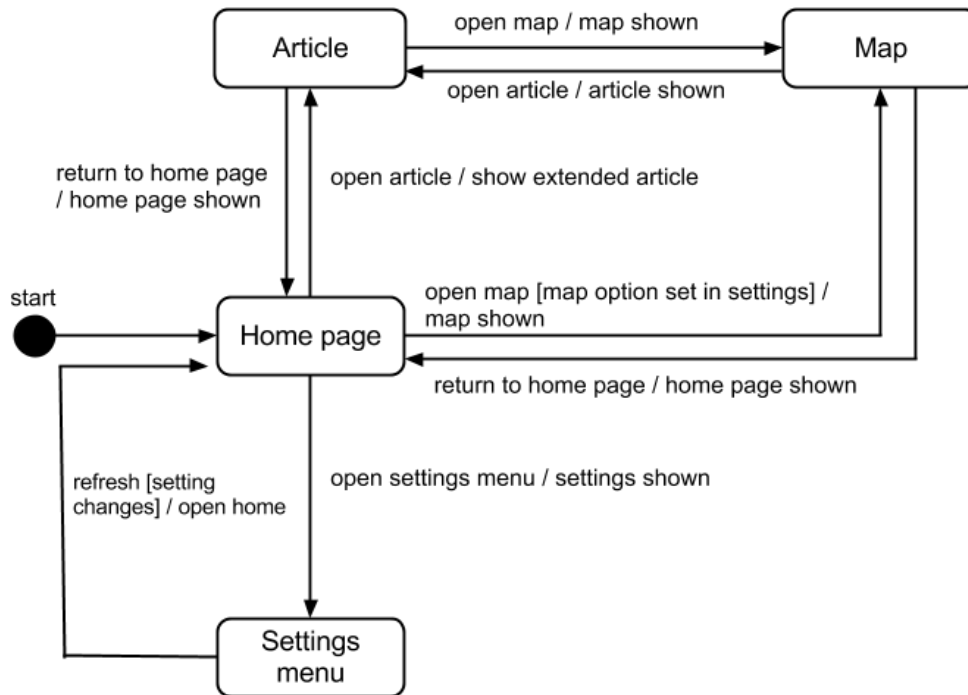 open map / map shown
Article
Map
open article / article shown
return to home page
/ home page shown
open article / show extended article
start
open map [map option set in settings] /
map shown
Home page
return to home page / home page shown
refresh [setting
changes] / open home
open settings menu / settings shown
Settings
menu